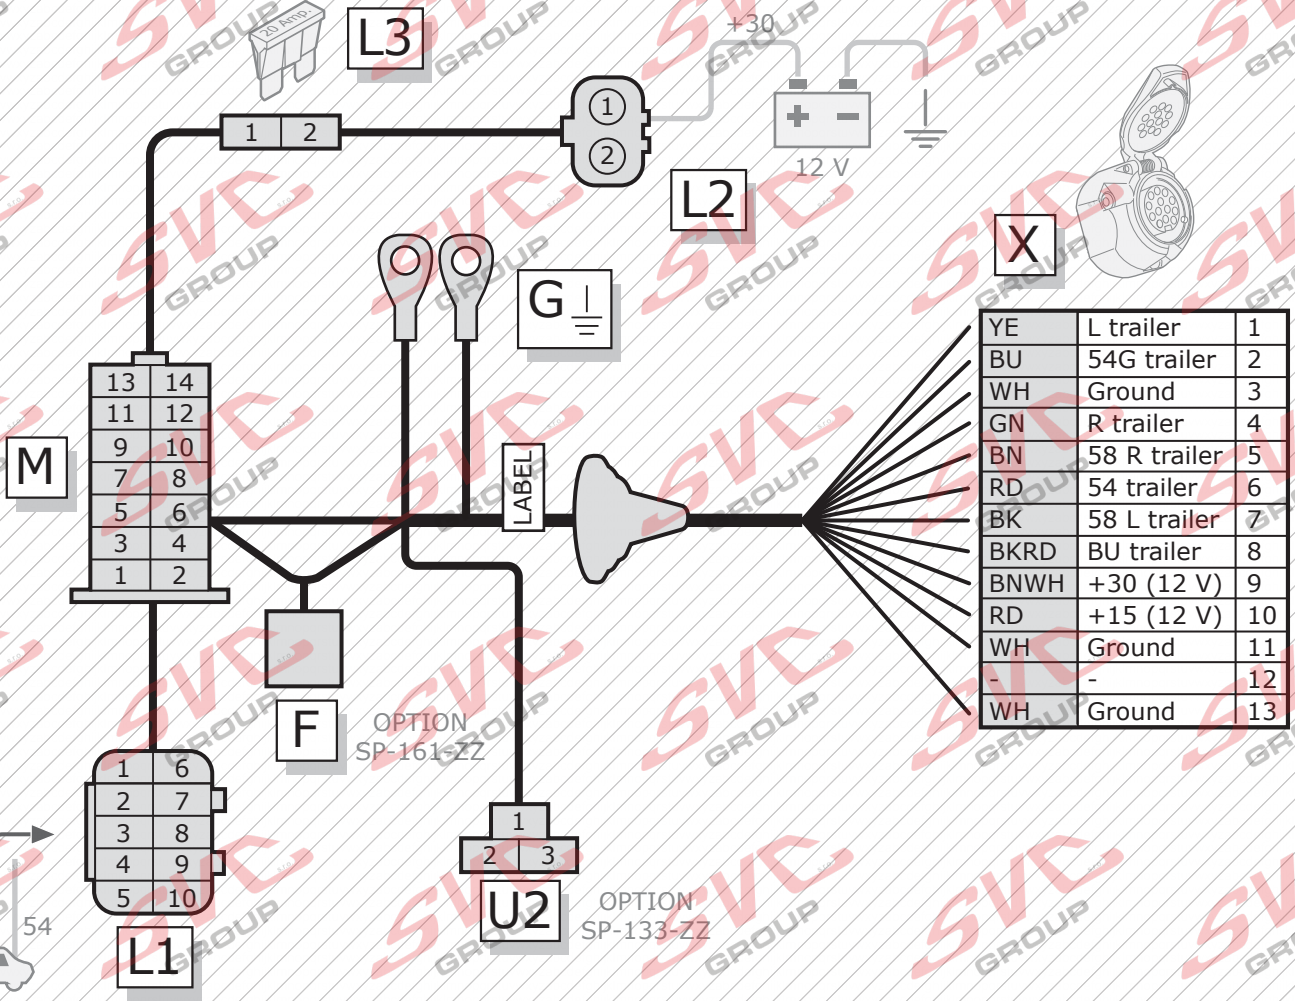 20 Amp.
L3
+30
1 2
1
2
+ -
12 V
L2
X
G
13 14
11 12
9 10
7 8
5 6
3 4
1 2
M
LABEL
YE L trailer 1
BU 54G trailer 2
WH Ground 3
GN R trailer 4
BN 58 R trailer 5
RD 54 trailer 6
BK 58 L trailer 7
BKRD BU trailer 8
BNWH +30 (12 V) 9
RD +15 (12 V) 10
WH Ground 11
- - 12
WH Ground 13
F
OPTION
SP-161-ZZ
1 6
2 7
3 8
4 9
5 10
L1
54
1
2 3
U2
OPTION
SP-133-ZZ
SVC
GROUP